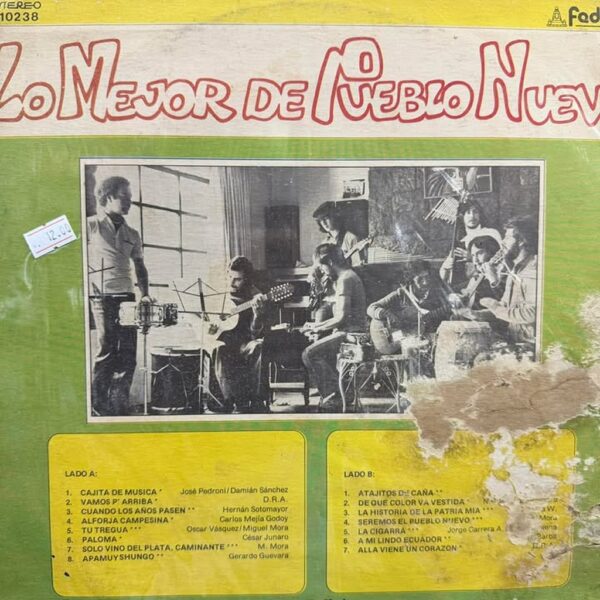 STEREO
10238
fad
LO MEJOR DE PUEBLO NUEV
12.00
LADO A:
1. CAJITA DE MUSICA * José Pedroni/Damián Sánchez
2. VAMOS P' ARRIBA * D.R.A.
3. CUANDO LOS AÑOS PASEN ** Hernán Sotomayor
4. ALFORJA CAMPESINA * Carlos Mejía Godoy
5. TU TREGUA *** Oscar Vásquez/Miguel Mora
6. PALOMA * César Junaro
7. SOLO VINO DEL PLATA, CAMINANTE *** M. Mora
8. APAMUY SHUNGO ** Gerardo Guevara
LADO B:
1. ATAJITOS DE CAÑA **
2. DE QUE COLOR VA VESTIDA *
3. LA HISTORIA DE LA PATRIA MIA *** W.
4. SEREMOS EL PUEBLO NUEVO *** Mora
5. LA CIGARRA *** Jorge Carrera A.
6. A MI LINDO ECUADOR **
7. ALLA VIENE UN CORAZON *